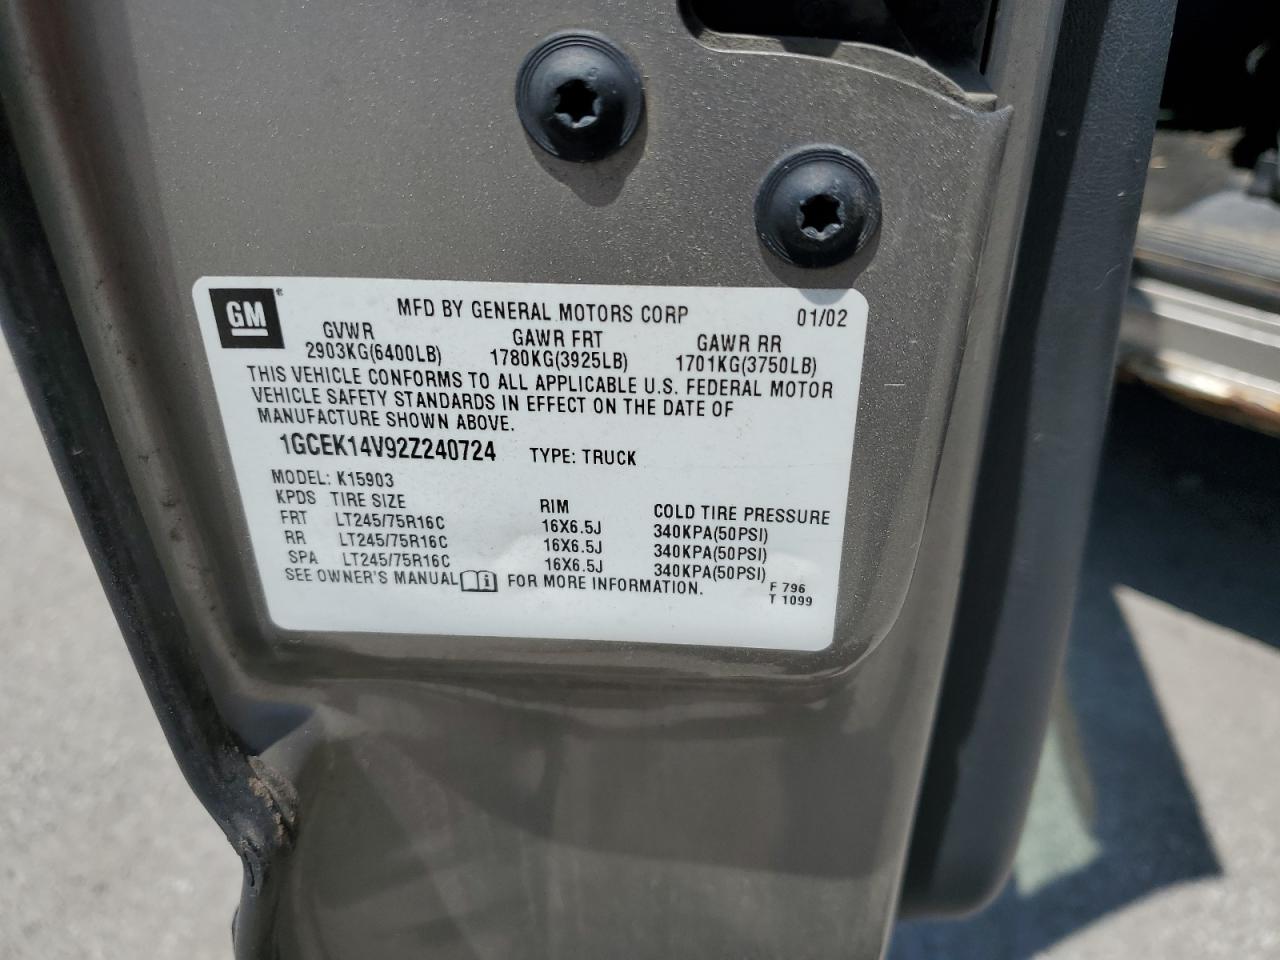 GM® MFD BY GENERAL MOTORS CORP 01/02
GVWR GAWR FRT GAWR RR
2903KG(6400LB) 1780KG(3925LB) 1701KG(3750LB)
THIS VEHICLE CONFORMS TO ALL APPLICABLE U.S. FEDERAL MOTOR
VEHICLE SAFETY STANDARDS IN EFFECT ON THE DATE OF
MANUFACTURE SHOWN ABOVE.
1GCEK14V92Z240724 TYPE: TRUCK
MODEL: K15903
KPDS TIRE SIZE RIM COLD TIRE PRESSURE
FRT LT245/75R16C 16X6.5J 340KPA(50PSI)
RR LT245/75R16C 16X6.5J 340KPA(50PSI)
SPA LT245/75R16C 16X6.5J 340KPA(50PSI)
SEE OWNER'S MANUAL FOR MORE INFORMATION. F 796
T 1099